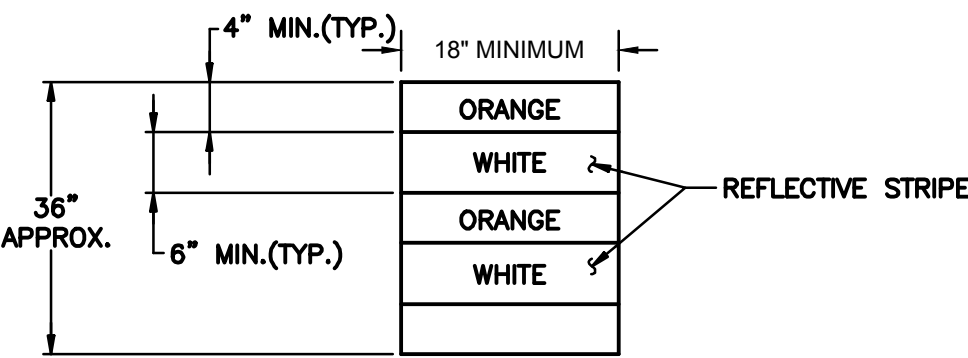 4" MIN.(TYP.)
18" MINIMUM
ORANGE
WHITE
REFLECTIVE STRIPE
36"
APPROX.
ORANGE
6" MIN.(TYP.)
WHITE